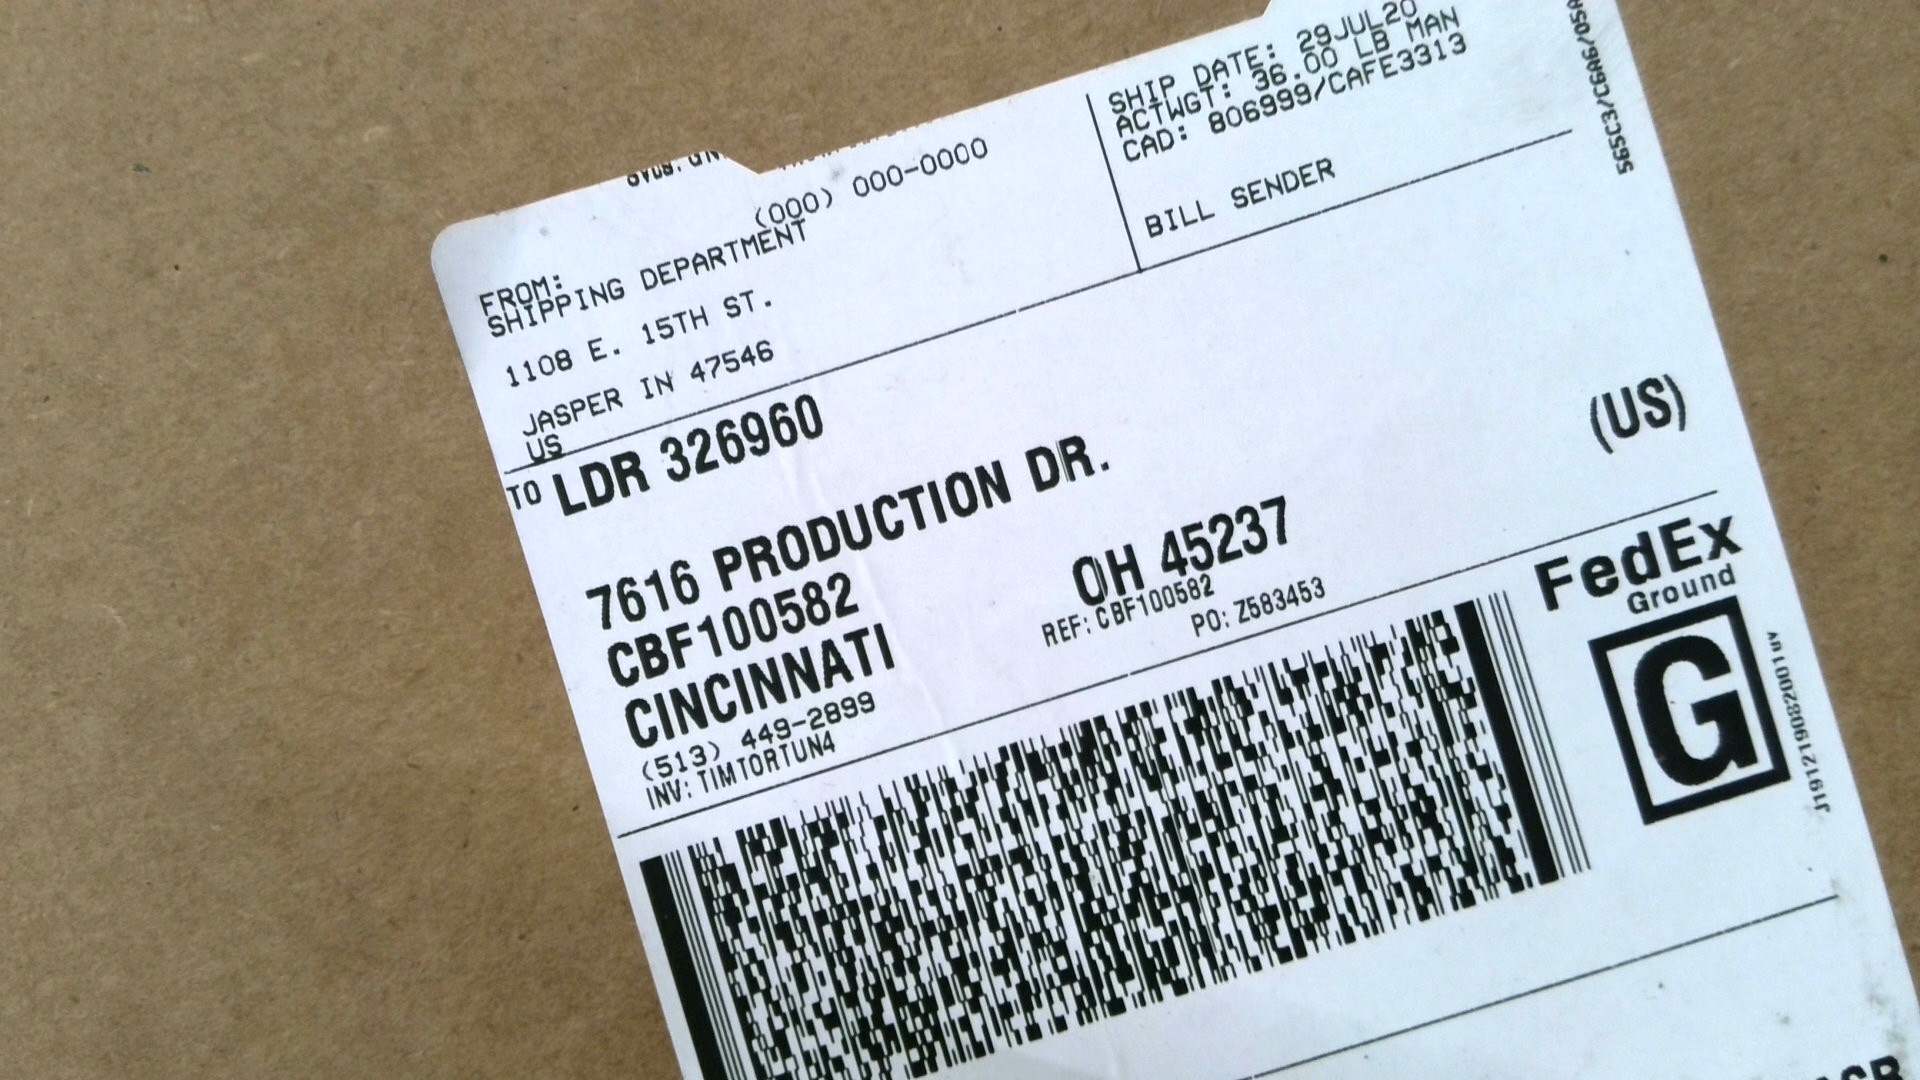 (000) 000-0000
FROM:
SHIPPING DEPARTMENT
1108 E. 15TH ST.
JASPER IN 47546
US
SHIP DATE: 29JUL20
ACTWGT: 36.00 LB MAN
CAD: 806999/CAFE3313
BILL SENDER
TO LDR 326960
7616 PRODUCTION DR.
CBF100582
CINCINNATI OH 45237
(US)
(513) 449-2899
REF: CBF100582
INV: TIMTORTUN4
PO: Z583453
FedEx
Ground
G